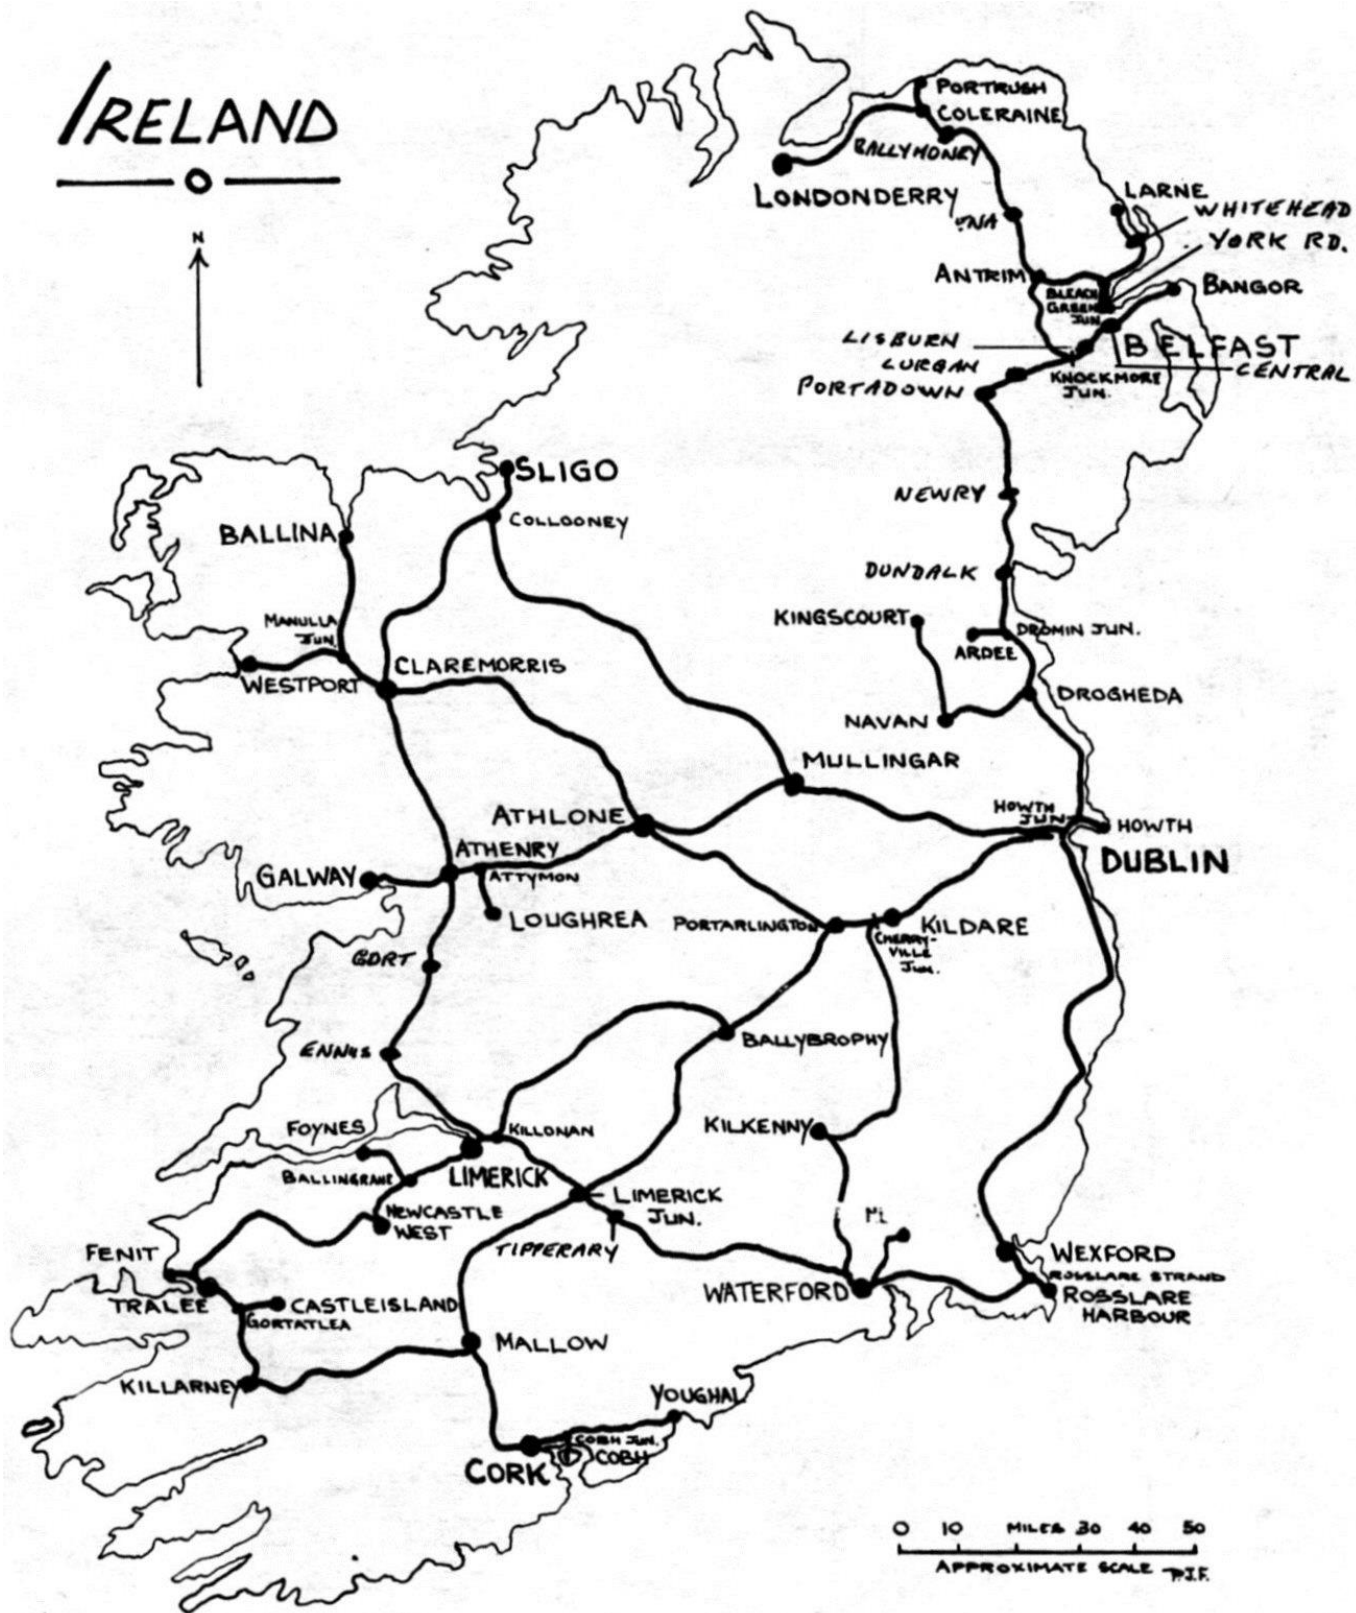 IRELAND
N
PORTRUSH
COLERAINE
BALLYMONEY
LONDONDERRY
LARNE
WHITEHEAD
YORK RD.
ANTRIM
BLEACH
GREEN
JUN.
BANGOR
LISBURN
BELFAST
LURGAN
CENTRAL
KNOCKMORE
JUN.
PORTADOWN
SLIGO
NEWRY
COLLOONEY
BALLINA
DUNDALK
KINGSCOURT
MANULLA
JUN.
DROMIN JUN.
ARDEE
CLAREMORRIS
WESTPORT
DROGHEDA
NAVAN
MULLINGAR
HOWTH
JUN.
HOWTH
ATHLONE
ATHENRY
DUBLIN
GALWAY
ATTYMON
LOUGHREA
PORTARLINGTON
KILDARE
CHERRY-
VILLE
JUN.
GORT
BALLYBROPHY
ENNIS
FOYNES
KILLONAN
KILKENNY
BALLINGRANE
LIMERICK
LIMERICK
JUN.
NEWCASTLE
WEST
TIPPERARY
FENIT
WEXFORD
ROSSLARE STRAND
WATERFORD
ROSSLARE
HARBOUR
TRALEE
CASTLEISLAND
GORTATLEA
MALLOW
KILLARNEY
YOUGHAL
COBH JUN.
COBH
CORK
0 10 MILES 30 40 50
APPROXIMATE SCALE P.J.F.